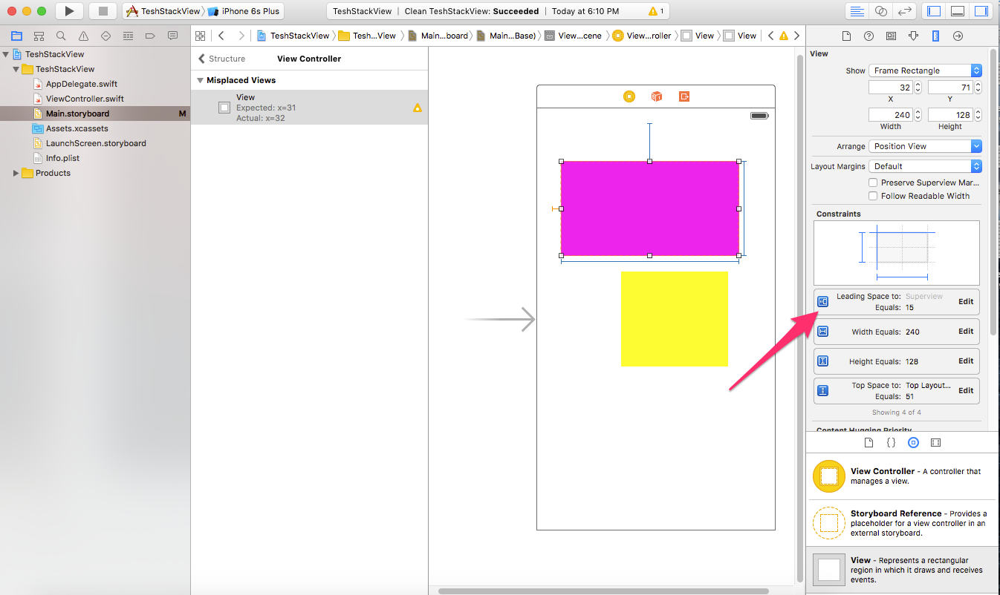 TeshStackView
iPhone 6s Plus
TeshStackView | Clean TeshStackView: Succeeded | Today at 6:10 PM
1
TeshStackView
Tesh...View
Main...board)
Main...Base)
View...cene
View...roller
View
View
TeshStackView
TeshStackView
AppDelegate.swift
ViewController.swift
Main.storyboard
M
Assets.xcassets
LaunchScreen.storyboard
Info.plist
Products
Structure
View Controller
Misplaced Views
View
Expected: x=31
Actual: x=32
View
Show Frame Rectangle
32 71
X Y
240 128
Width Height
Arrange Position View
Layout Margins Default
Preserve Superview Mar...
Follow Readable Width
Constraints
Leading Space to: Superview
Equals: 15
Edit
Width Equals: 240 Edit
Height Equals: 128 Edit
Top Space to: Top Layout...
Equals: 51
Edit
Showing 4 of 4
Content Hugging Priority
View Controller - A controller that
manages a view.
Storyboard Reference - Provides a
placeholder for a view controller in an
external storyboard.
View - Represents a rectangular
region in which it draws and receives
events.